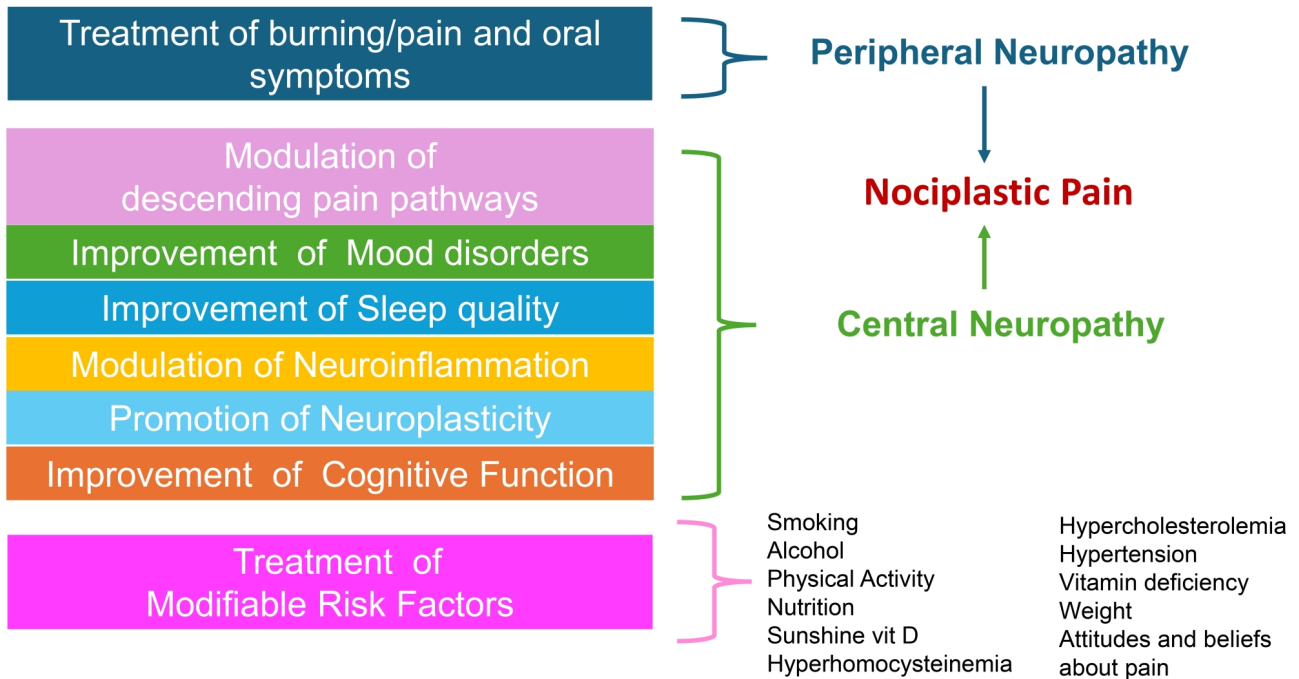 Treatment of burning/pain and oral
symptoms
Peripheral Neuropathy
Modulation of
descending pain pathways
Improvement of Mood disorders
Improvement of Sleep quality
Modulation of Neuroinflammation
Promotion of Neuroplasticity
Improvement of Cognitive Function
Nociplastic Pain
Central Neuropathy
Treatment of
Modifiable Risk Factors
Smoking
Alcohol
Physical Activity
Nutrition
Sunshine vit D
Hyperhomocysteinemia
Hypercholesterolemia
Hypertension
Vitamin deficiency
Weight
Attitudes and beliefs
about pain